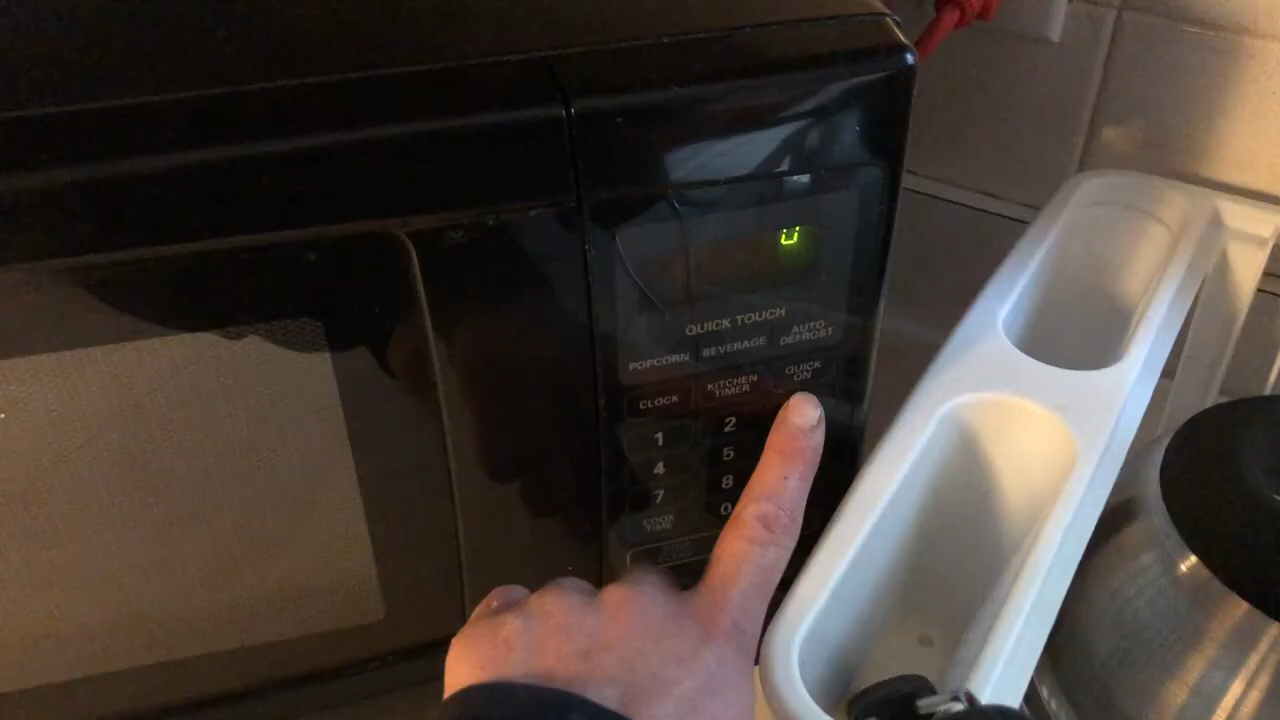 QUICK TOUCH
POPCORN BEVERAGE AUTO DEFROST
CLOCK KITCHEN TIMER QUICK ON
1 2
4 5
7 8
COOK TIME 0